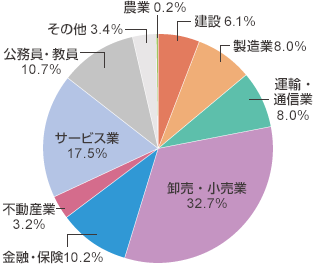 農業 0.2%
建設 6.1%
製造業8.0%
運輸・
通信業
8.0%
卸売・小売業
32.7%
金融・保険10.2%
不動産業
3.2%
サービス業
17.5%
公務員・教員
10.7%
その他 3.4%